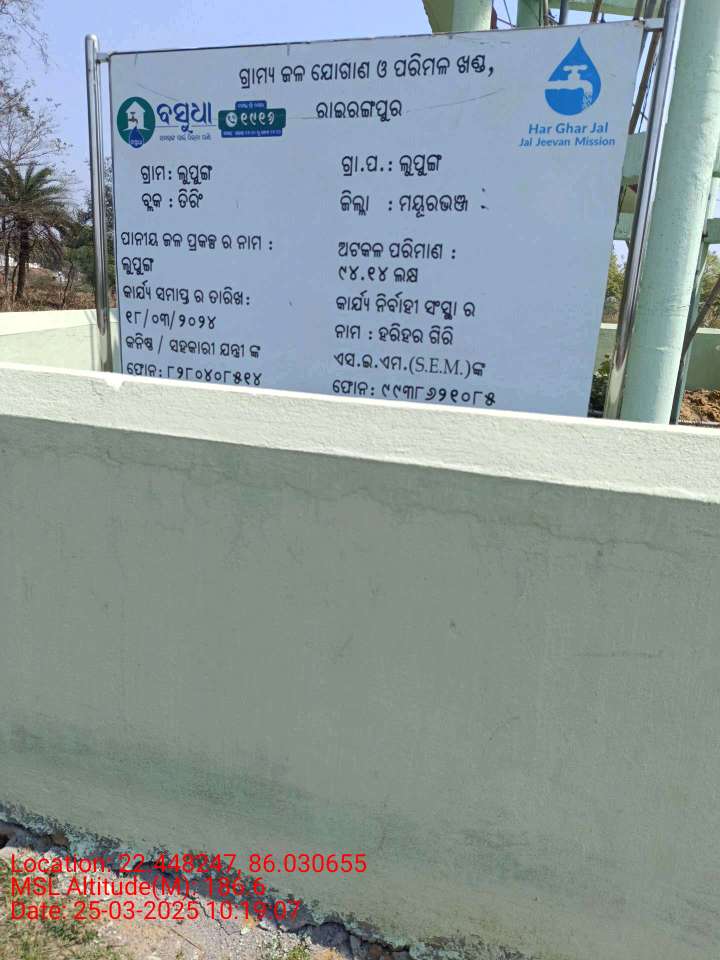 ଗ୍ରାମ୍ୟ ଜଳ ଯୋଗାଣ ଓ ପରିମଳ ଖଣ୍ଡ,
ରାଇରଙ୍ଗପୁର
ବସୁଧା
୧୯୧୬
Har Ghar Jal
Jal Jeevan Mission
ଗ୍ରାମ : ଲୁପୁଙ୍ଗ
ଗ୍ରା.ପ. : ଲୁପୁଙ୍ଗ
ବ୍ଲକ : ତିରିଂ
ଜିଲ୍ଲା : ମୟୂରଭଞ୍ଜ
ପାନୀୟ ଜଳ ପ୍ରକଳ୍ପ ର ନାମ :
ଲୁପୁଙ୍ଗ
ଅଟକଳ ପରିମାଣ :
୯୪.୧୪ ଲକ୍ଷ
କାର୍ଯ୍ୟ ସମାପ୍ତ ର ତାରିଖ :
୧୮/୦୩/୨୦୨୪
କାର୍ଯ୍ୟ ନିର୍ବାହୀ ସଂସ୍ଥା ର
ନାମ : ହରିହର ଗିରି
କନିଷ୍ଠ / ସହକାରୀ ଯନ୍ତ୍ରୀ ଙ୍କ
ଫୋନ: ୮୨୮୦୪୦୮୫୧୪
ଏସ.ଇ.ଏମ.(S.E.M.)ଙ୍କ
ଫୋନ: ୯୯୩୮୬୨୧୦୮୫
Location: 22.448247, 86.030655
MSL Altitude(M): 186.6
Date: 25-03-2025 10:19:07